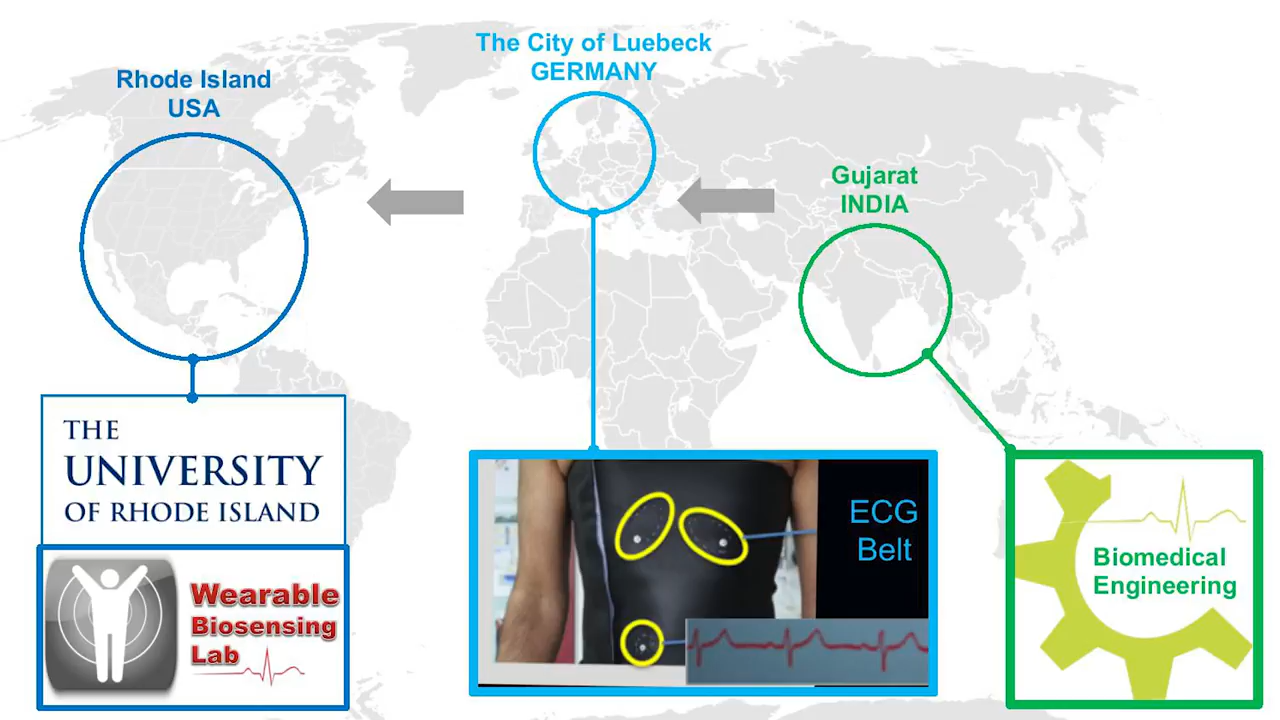 Rhode Island
USA
The City of Luebeck
GERMANY
Gujarat
INDIA
THE
UNIVERSITY
OF RHODE ISLAND
Wearable
Biosensing
Lab
ECG
Belt
Biomedical
Engineering